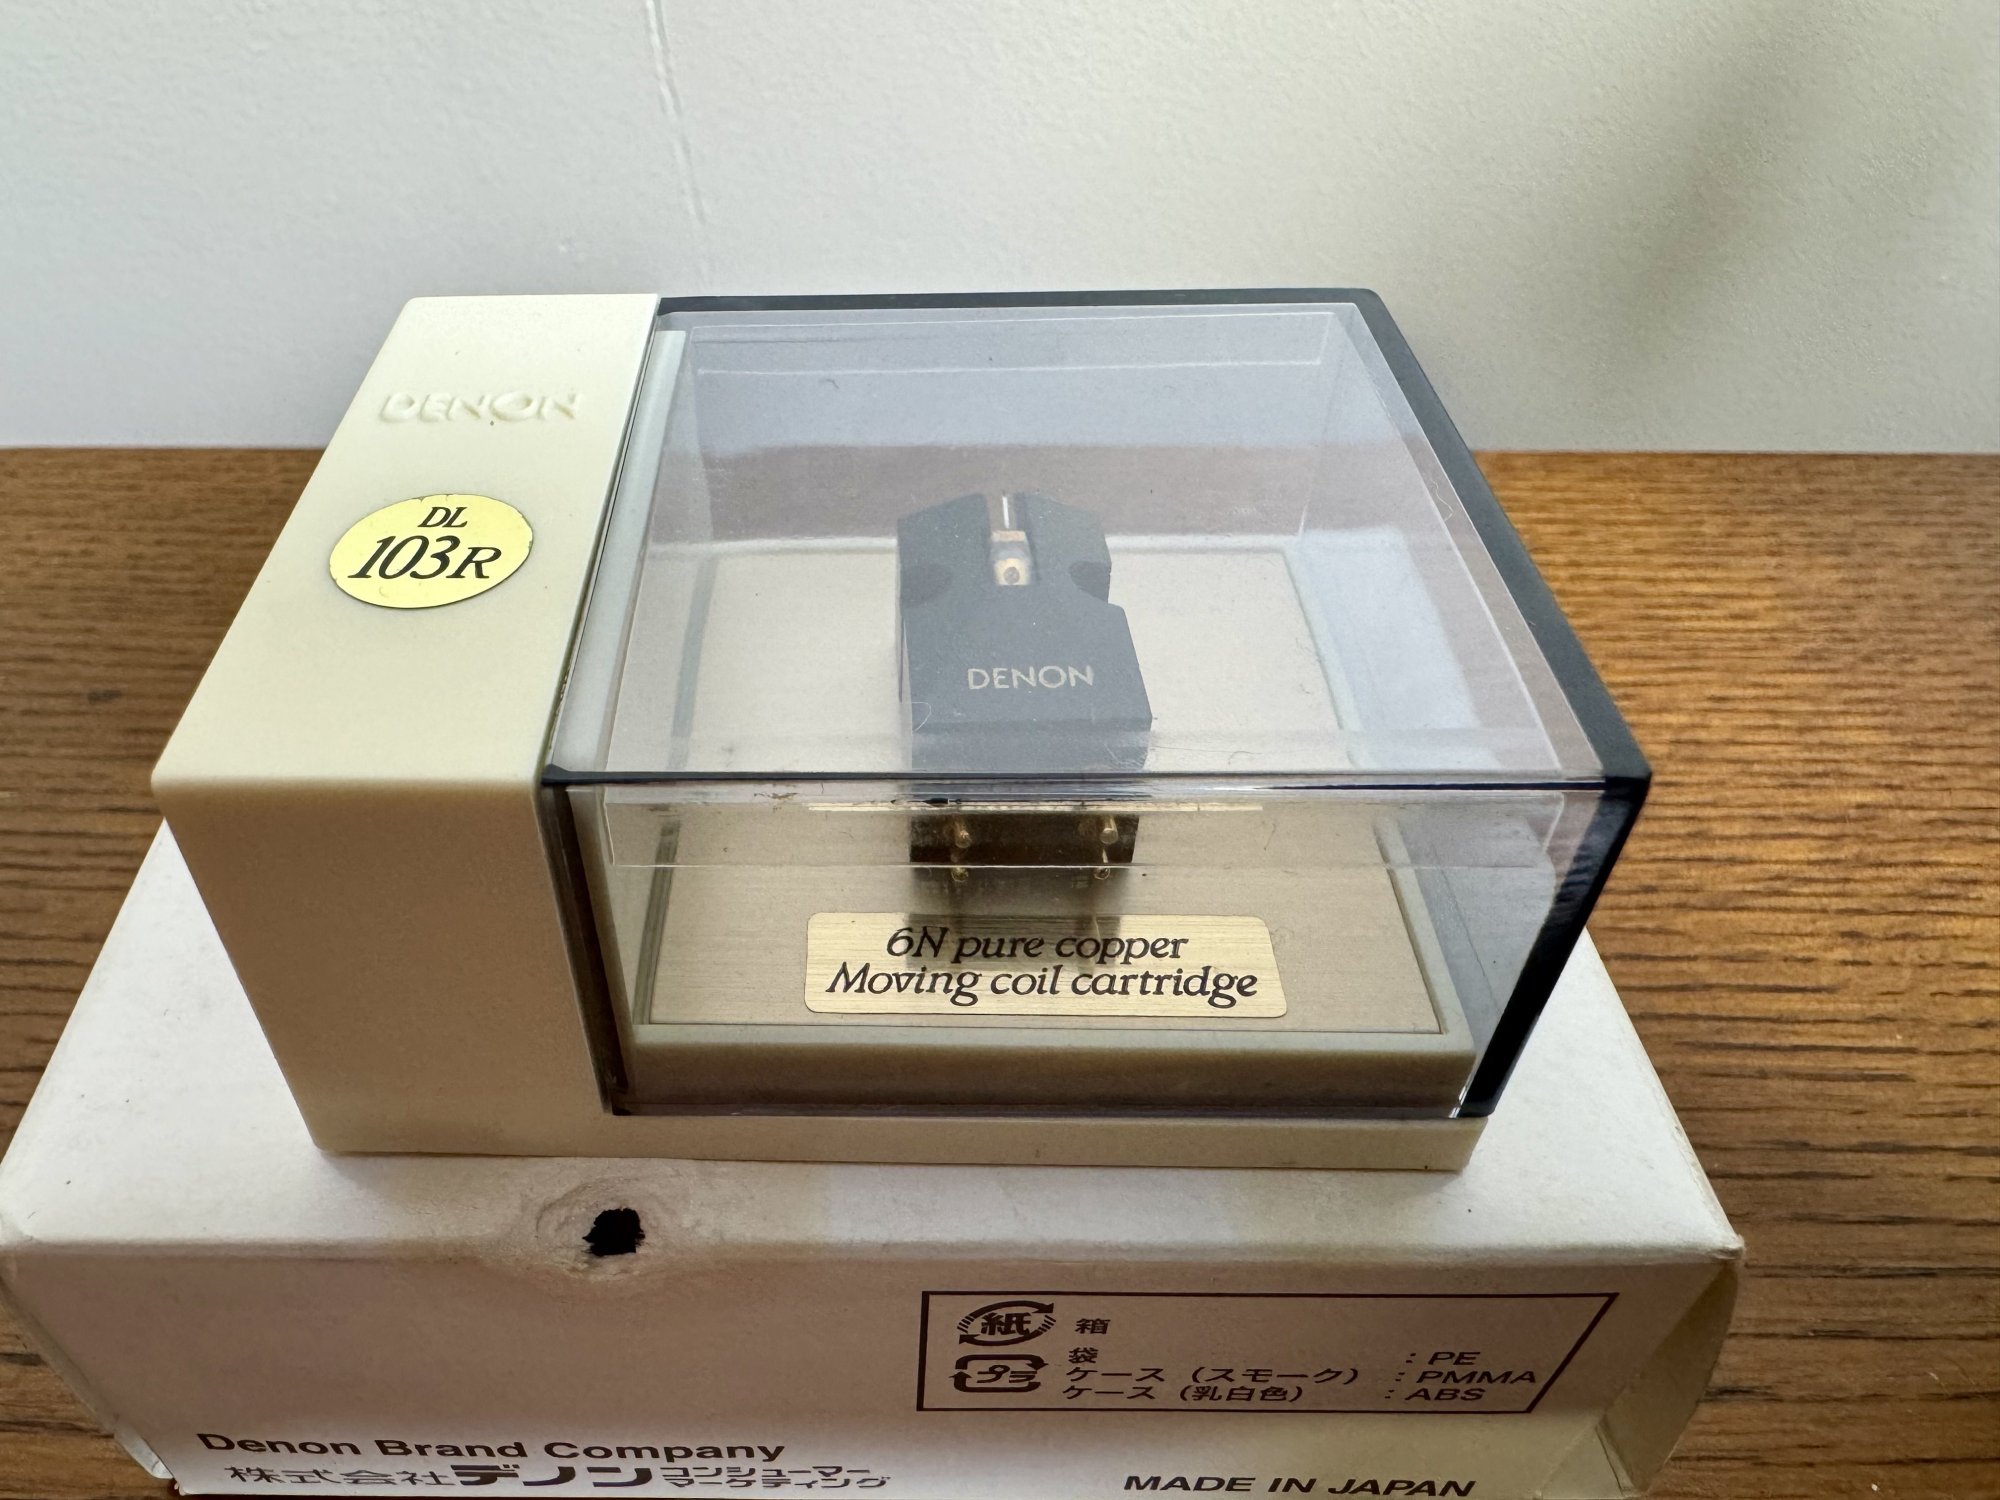 DENON
DL
103R
DENON
6N pure copper
Moving coil cartridge
紙 箱
プラ 袋 : PE
ケース（スモーク） : PMMA
ケース（乳白色） : ABS
Denon Brand Company
株式会社デノン コンシューマー
マーケティング
MADE IN JAPAN